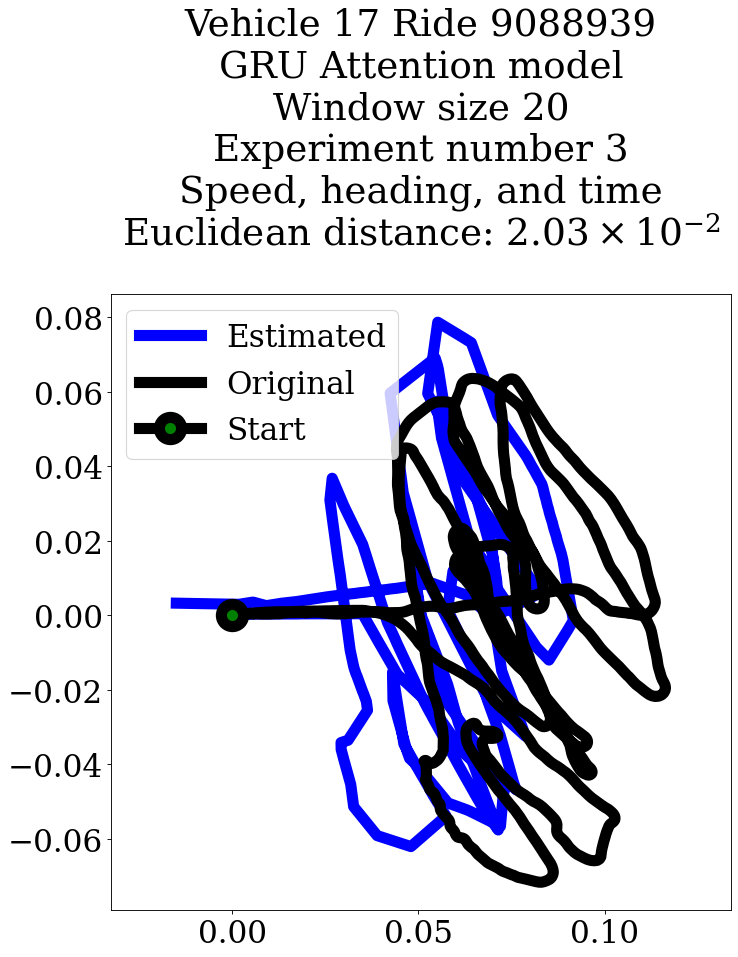 Vehicle 17 Ride 9088939
GRU Attention model
Window size 20
Experiment number 3
Speed, heading, and time
Euclidean distance: 2.03 × 10⁻²
Estimated
Original
Start
0.08
0.06
0.04
0.02
0.00
−0.02
−0.04
−0.06
0.00 0.05 0.10